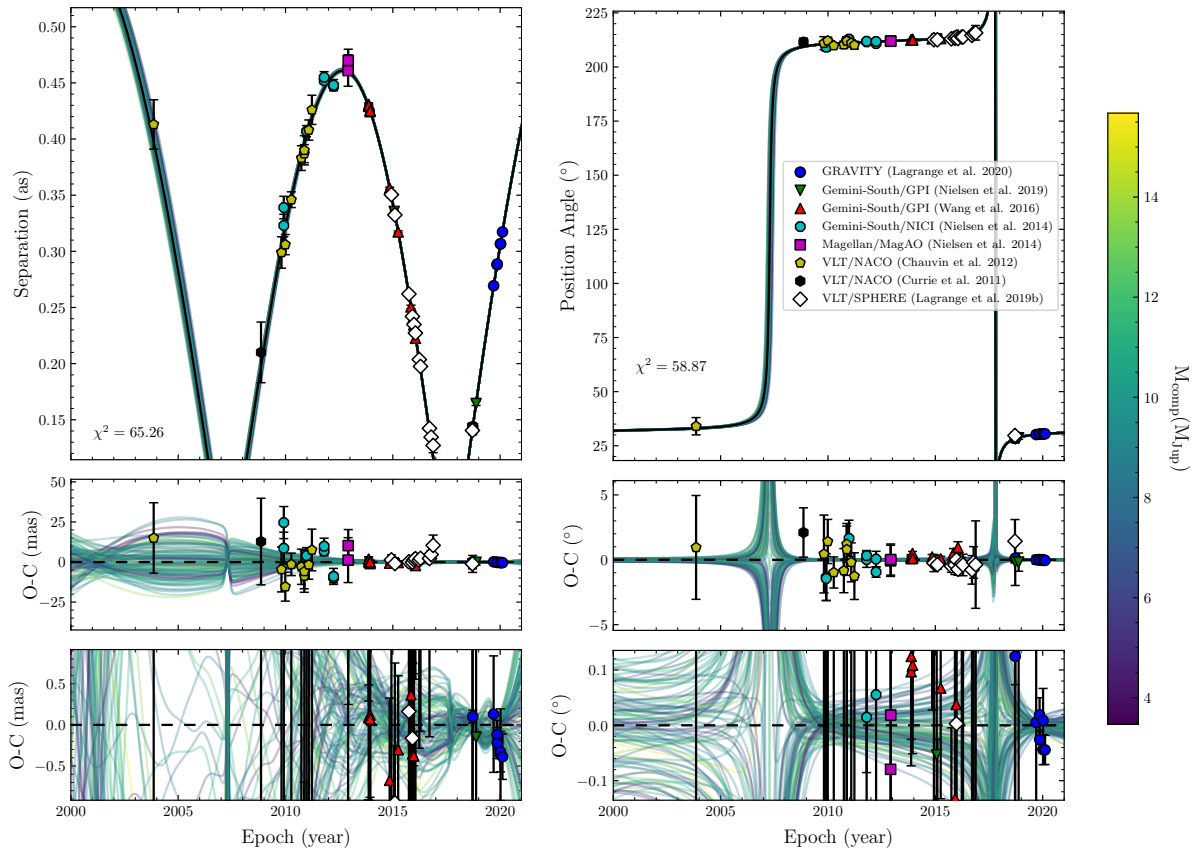 0.50
0.45
0.40
0.35
0.30
0.25
0.20
0.15
Separation (as)
χ² = 65.26
225
200
175
150
125
100
75
50
25
Position Angle (°)
χ² = 58.87
GRAVITY (Lagrange et al. 2020)
Gemini-South/GPI (Nielsen et al. 2019)
Gemini-South/GPI (Wang et al. 2016)
Gemini-South/NICI (Nielsen et al. 2014)
Magellan/MagAO (Nielsen et al. 2014)
VLT/NACO (Chauvin et al. 2012)
VLT/NACO (Currie et al. 2011)
VLT/SPHERE (Lagrange et al. 2019b)
50
25
0
−25
O-C (mas)
5
0
−5
O-C (°)
0.5
0.0
−0.5
O-C (mas)
2000 2005 2010 2015 2020
Epoch (year)
0.1
0.0
−0.1
O-C (°)
2000 2005 2010 2015 2020
Epoch (year)
14
12
10
8
6
4
M_comp(M_Jup)